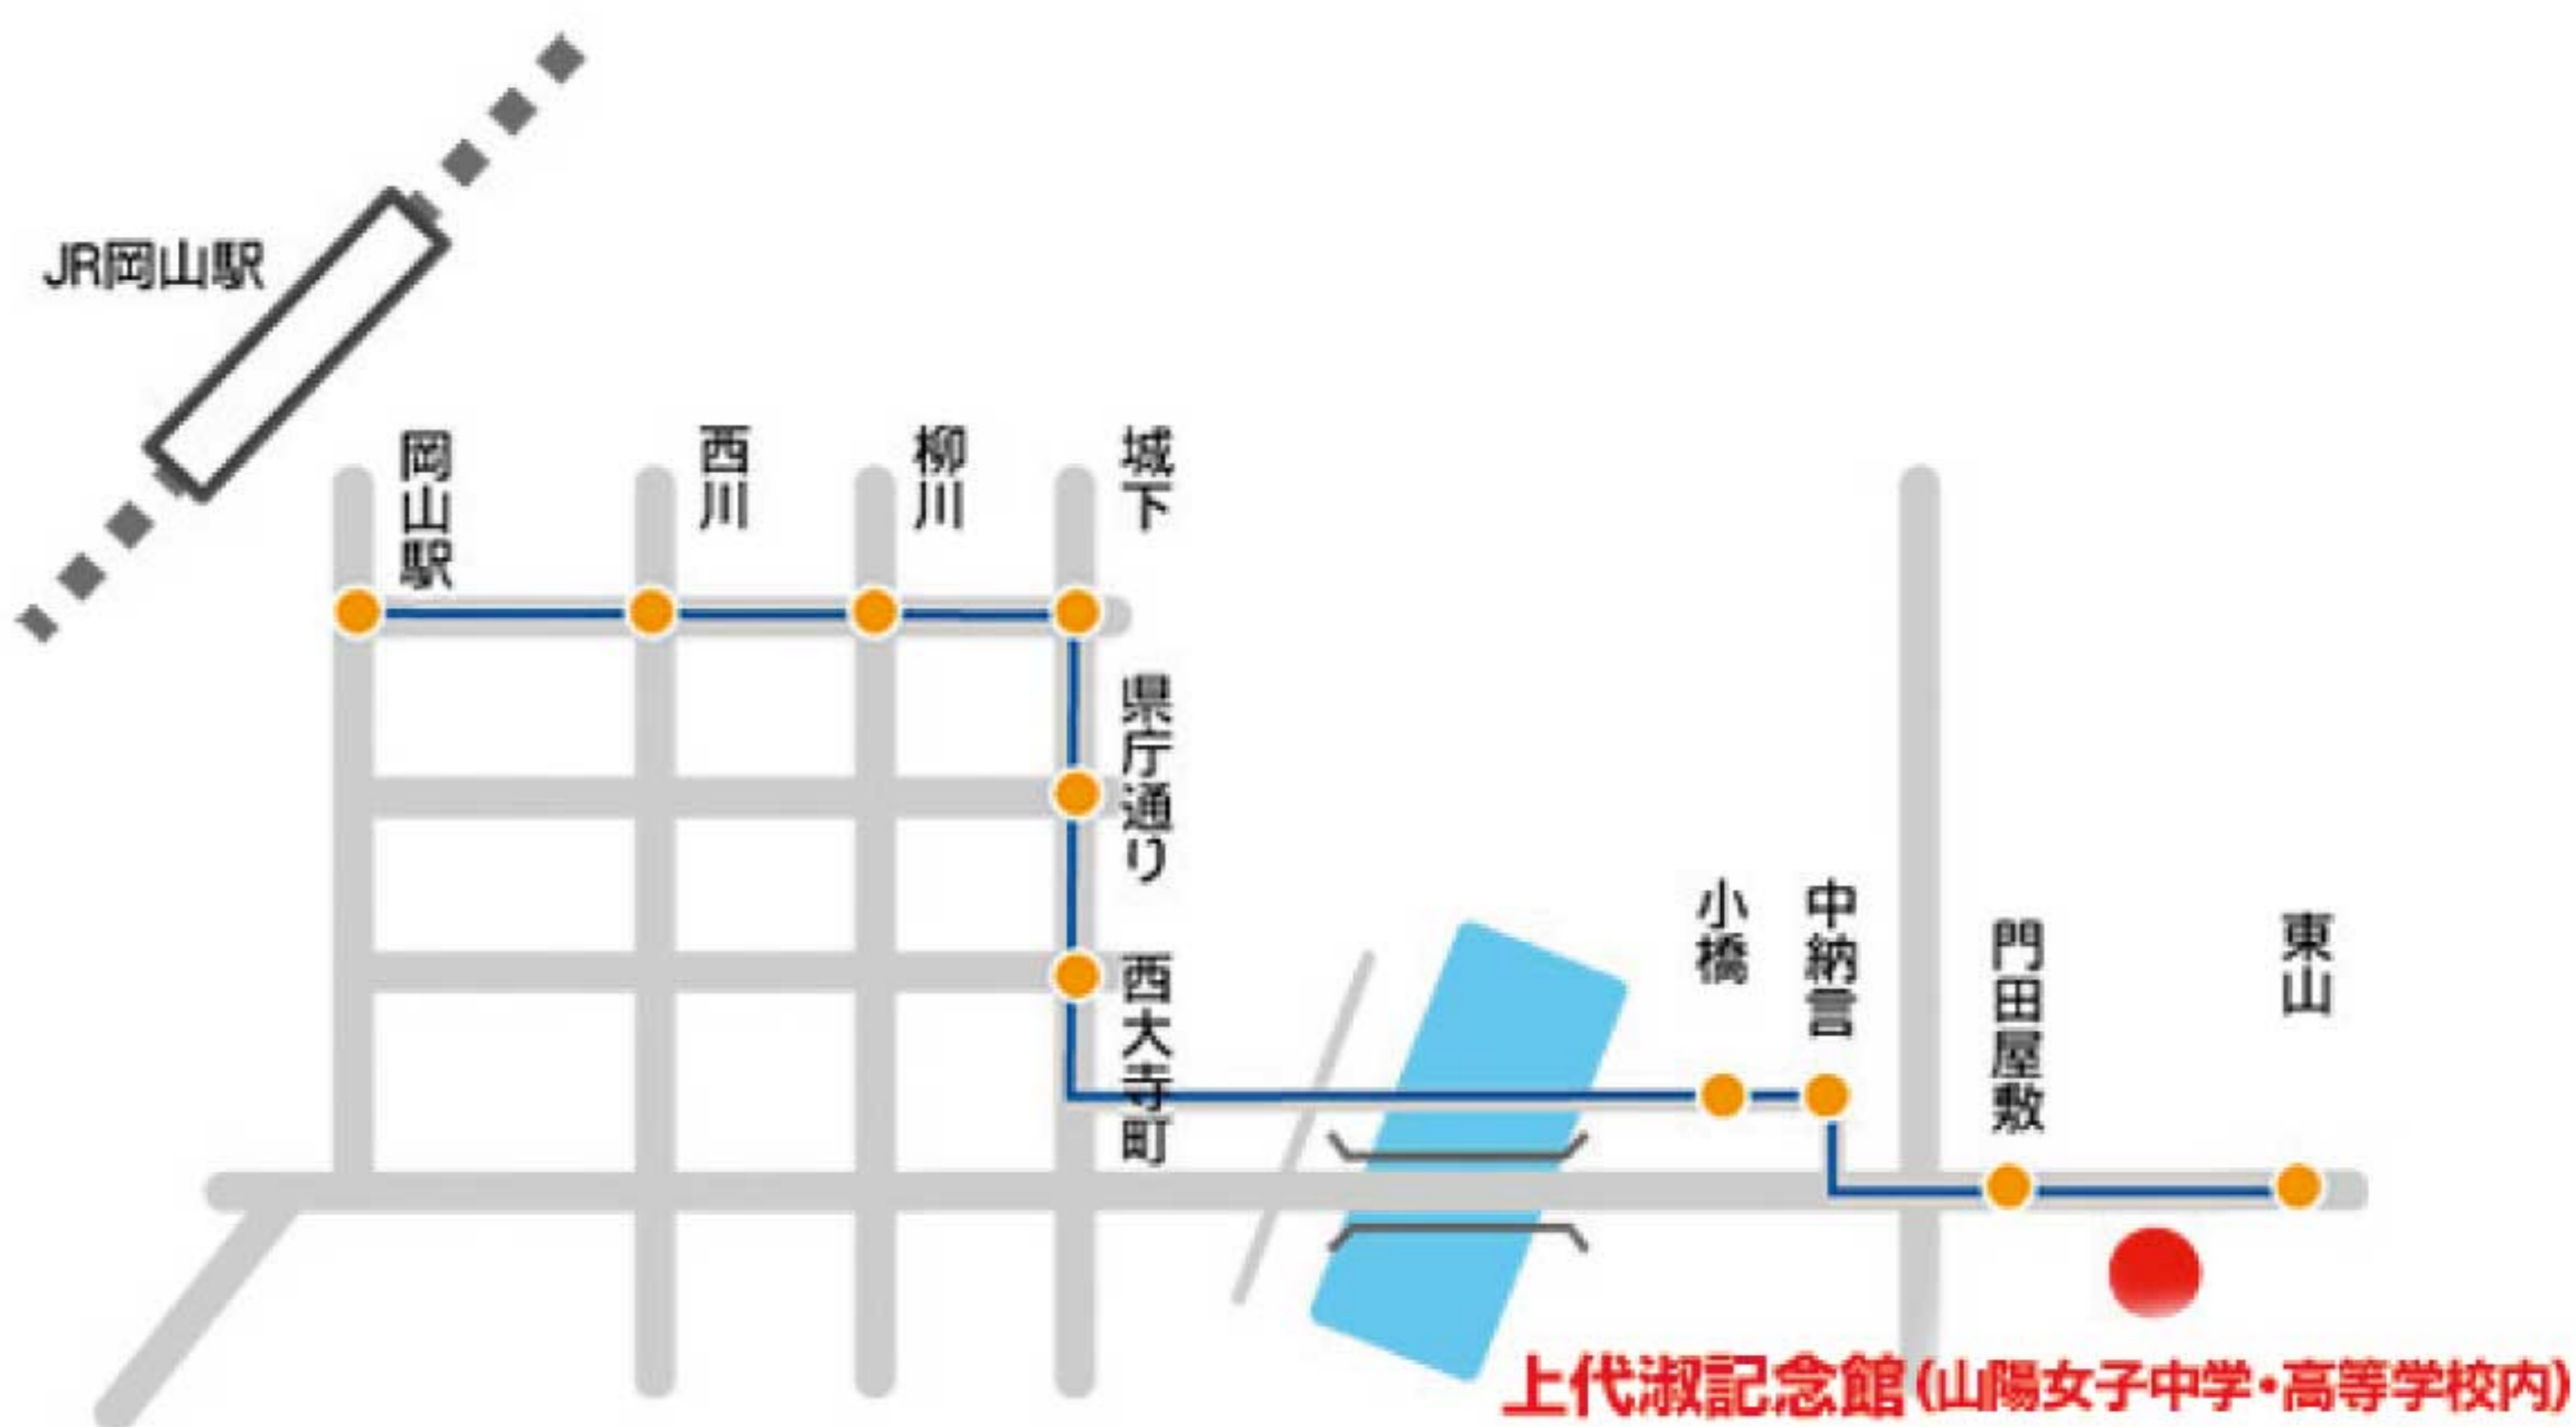 JR岡山駅
岡山駅
西川
柳川
城下
県庁通り
西大寺町
小橋
中納言
門田屋敷
東山
上代淑記念館(山陽女子中学・高等学校内)